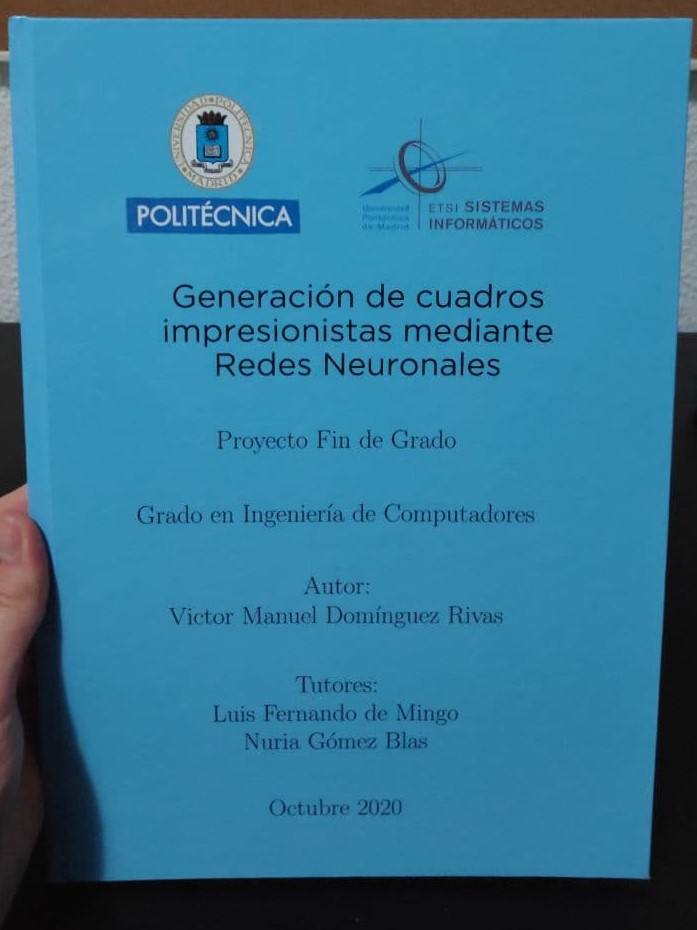 UNIVERSIDAD POLITÉCNICA
MADRID
POLITÉCNICA
Universidad
Politécnica
de Madrid
ETSI SISTEMAS
INFORMÁTICOS
Generación de cuadros
impresionistas mediante
Redes Neuronales
Proyecto Fin de Grado
Grado en Ingeniería de Computadores
Autor:
Victor Manuel Domínguez Rivas
Tutores:
Luis Fernando de Mingo
Nuria Gómez Blas
Octubre 2020